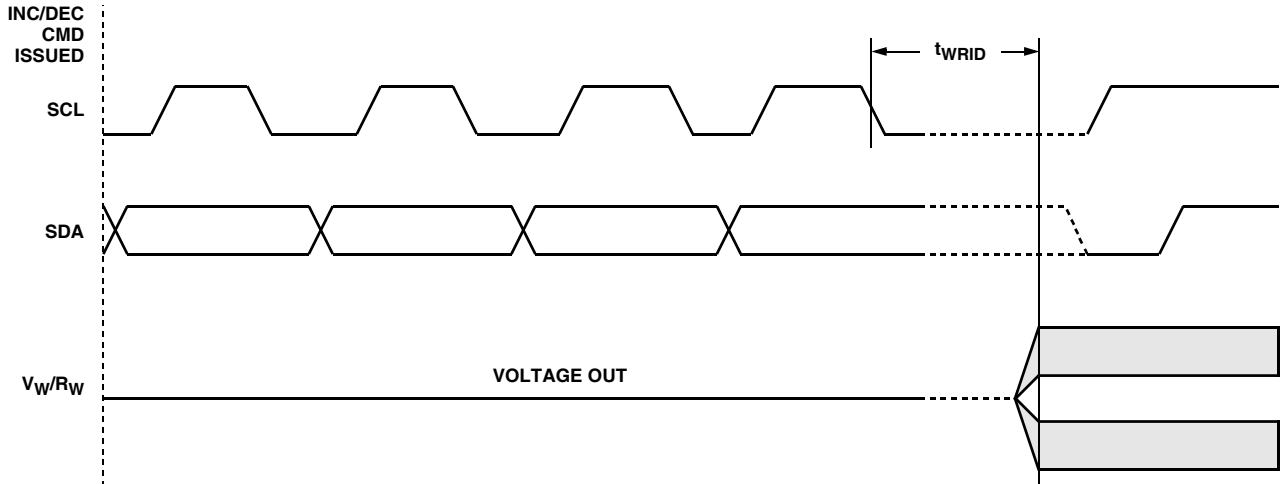 INC/DEC
CMD
ISSUED
tWRID
SCL
SDA
VOLTAGE OUT
VW/RW